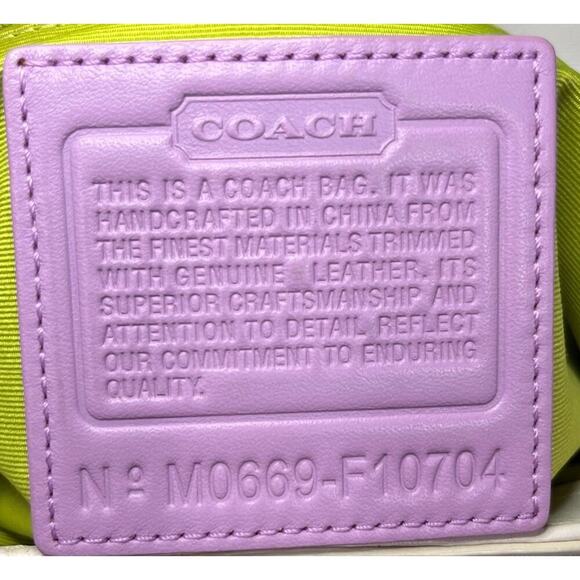 COACH
THIS IS A COACH BAG. IT WAS
HANDCRAFTED IN CHINA FROM
THE FINEST MATERIALS TRIMMED
WITH GENUINE LEATHER. ITS
SUPERIOR CRAFTSMANSHIP AND
ATTENTION TO DETAIL REFLECT
OUR COMMITMENT TO ENDURING
QUALITY.
Nº M0669-F10704